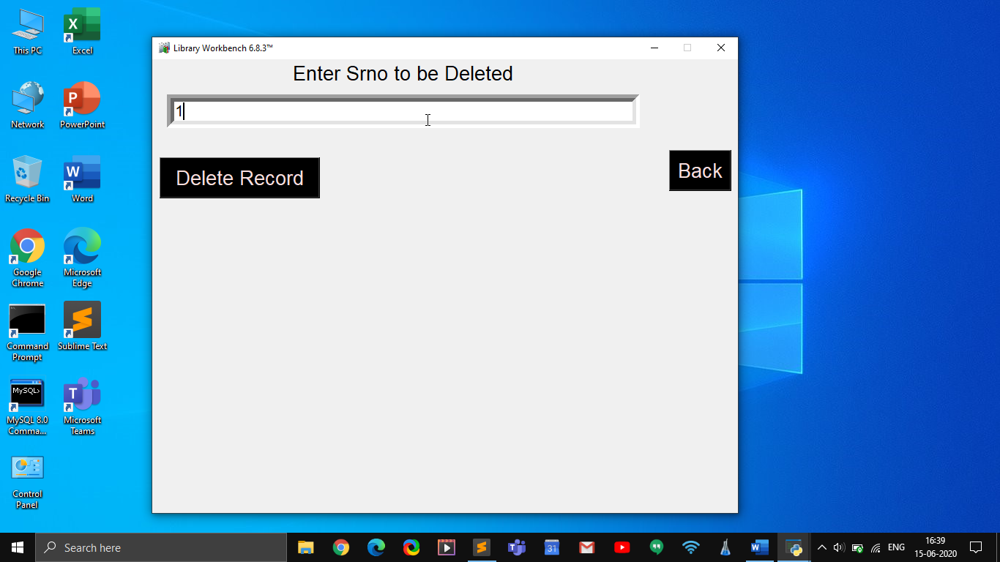 This PC
Excel
Network
PowerPoint
Recycle Bin
Word
Google
Chrome
Microsoft
Edge
Command
Prompt
Sublime Text
MySQL>
MySQL 8.0
Comma...
Microsoft
Teams
Control
Panel
Library Workbench 6.8.3™
Enter Srno to be Deleted
1
Delete Record
Back
Search here
31
ENG
16:39
15-06-2020